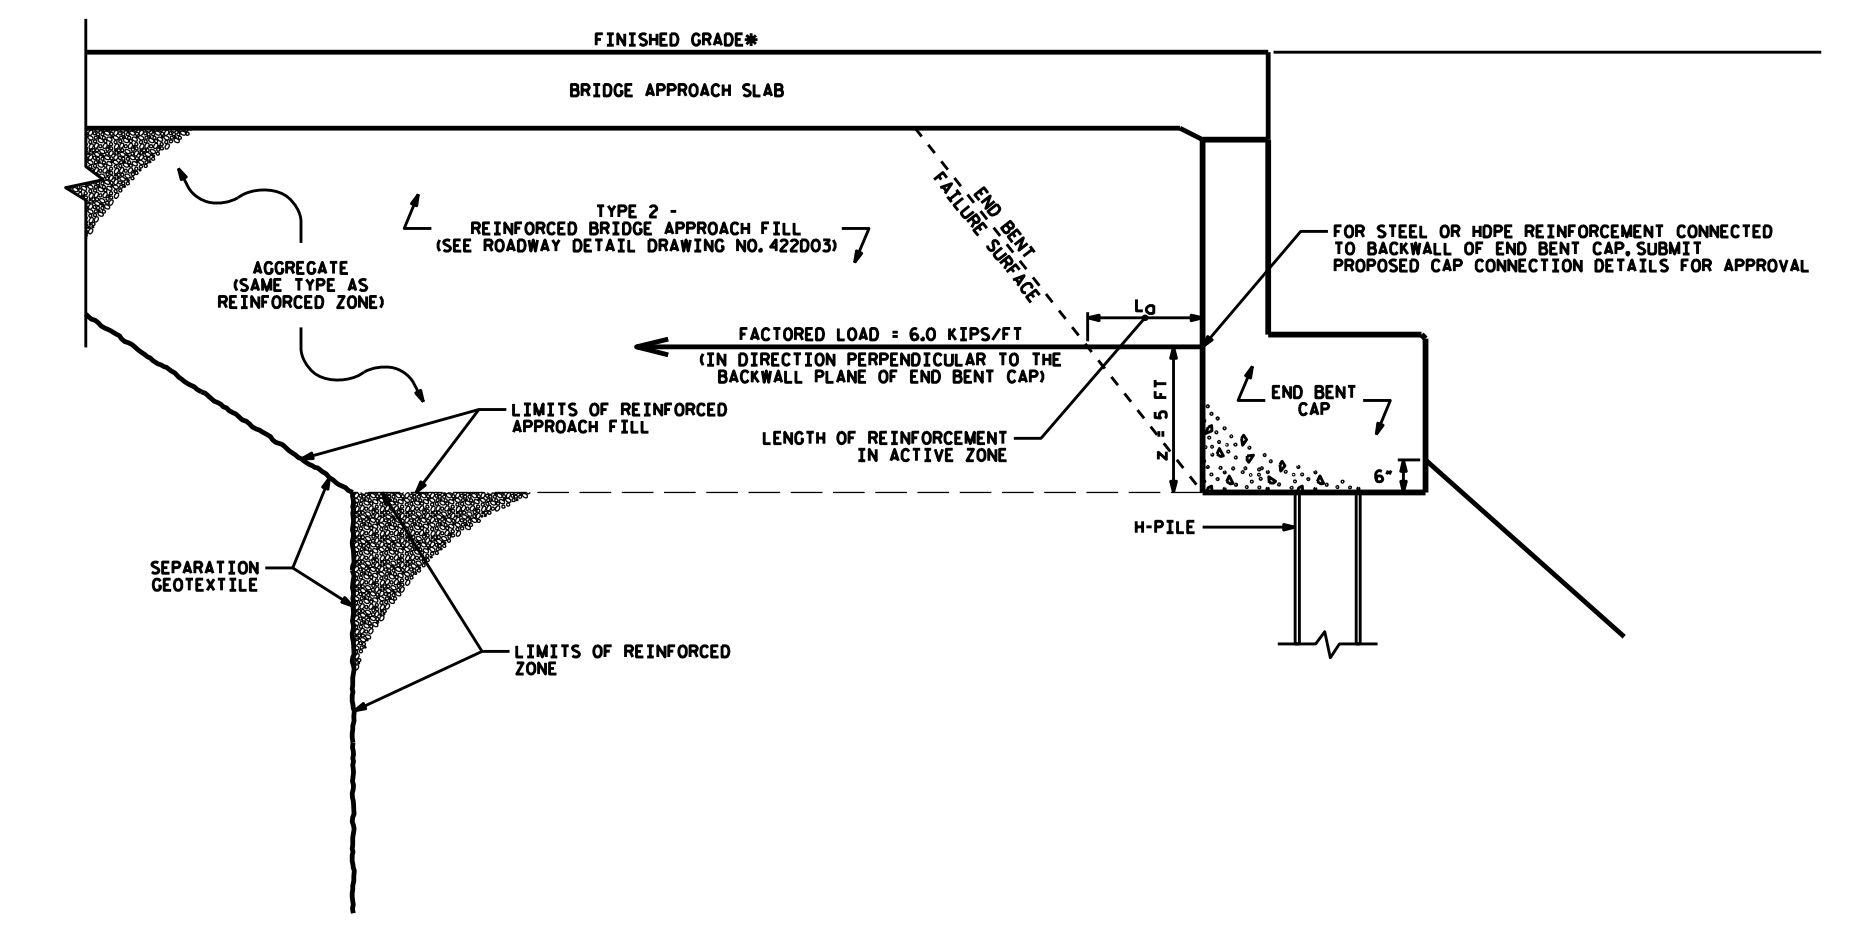 FINISHED GRADE*
BRIDGE APPROACH SLAB
TYPE 2 -
REINFORCED BRIDGE APPROACH FILL
(SEE ROADWAY DETAIL DRAWING NO. 422D03)
END BENT
FAILURE SURFACE
FOR STEEL OR HDPE REINFORCEMENT CONNECTED
TO BACKWALL OF END BENT CAP, SUBMIT
PROPOSED CAP CONNECTION DETAILS FOR APPROVAL
AGGREGATE
(SAME TYPE AS
REINFORCED ZONE)
La
FACTORED LOAD = 6.0 KIPS/FT
(IN DIRECTION PERPENDICULAR TO THE
BACKWALL PLANE OF END BENT CAP)
z = 5 FT
END BENT
CAP
LIMITS OF REINFORCED
APPROACH FILL
LENGTH OF REINFORCEMENT
IN ACTIVE ZONE
6"
H-PILE
SEPARATION
GEOTEXTILE
LIMITS OF REINFORCED
ZONE